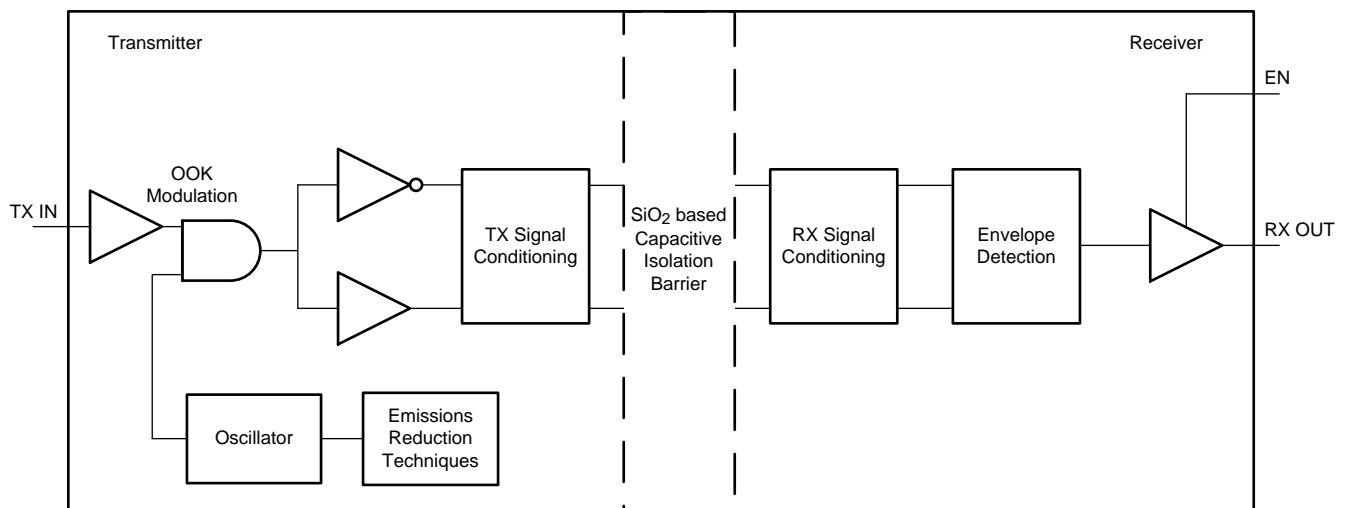 Transmitter
Receiver
EN
OOK
Modulation
TX IN
TX Signal
Conditioning
SiO2 based
Capacitive
Isolation
Barrier
RX Signal
Conditioning
Envelope
Detection
RX OUT
Oscillator
Emissions
Reduction
Techniques